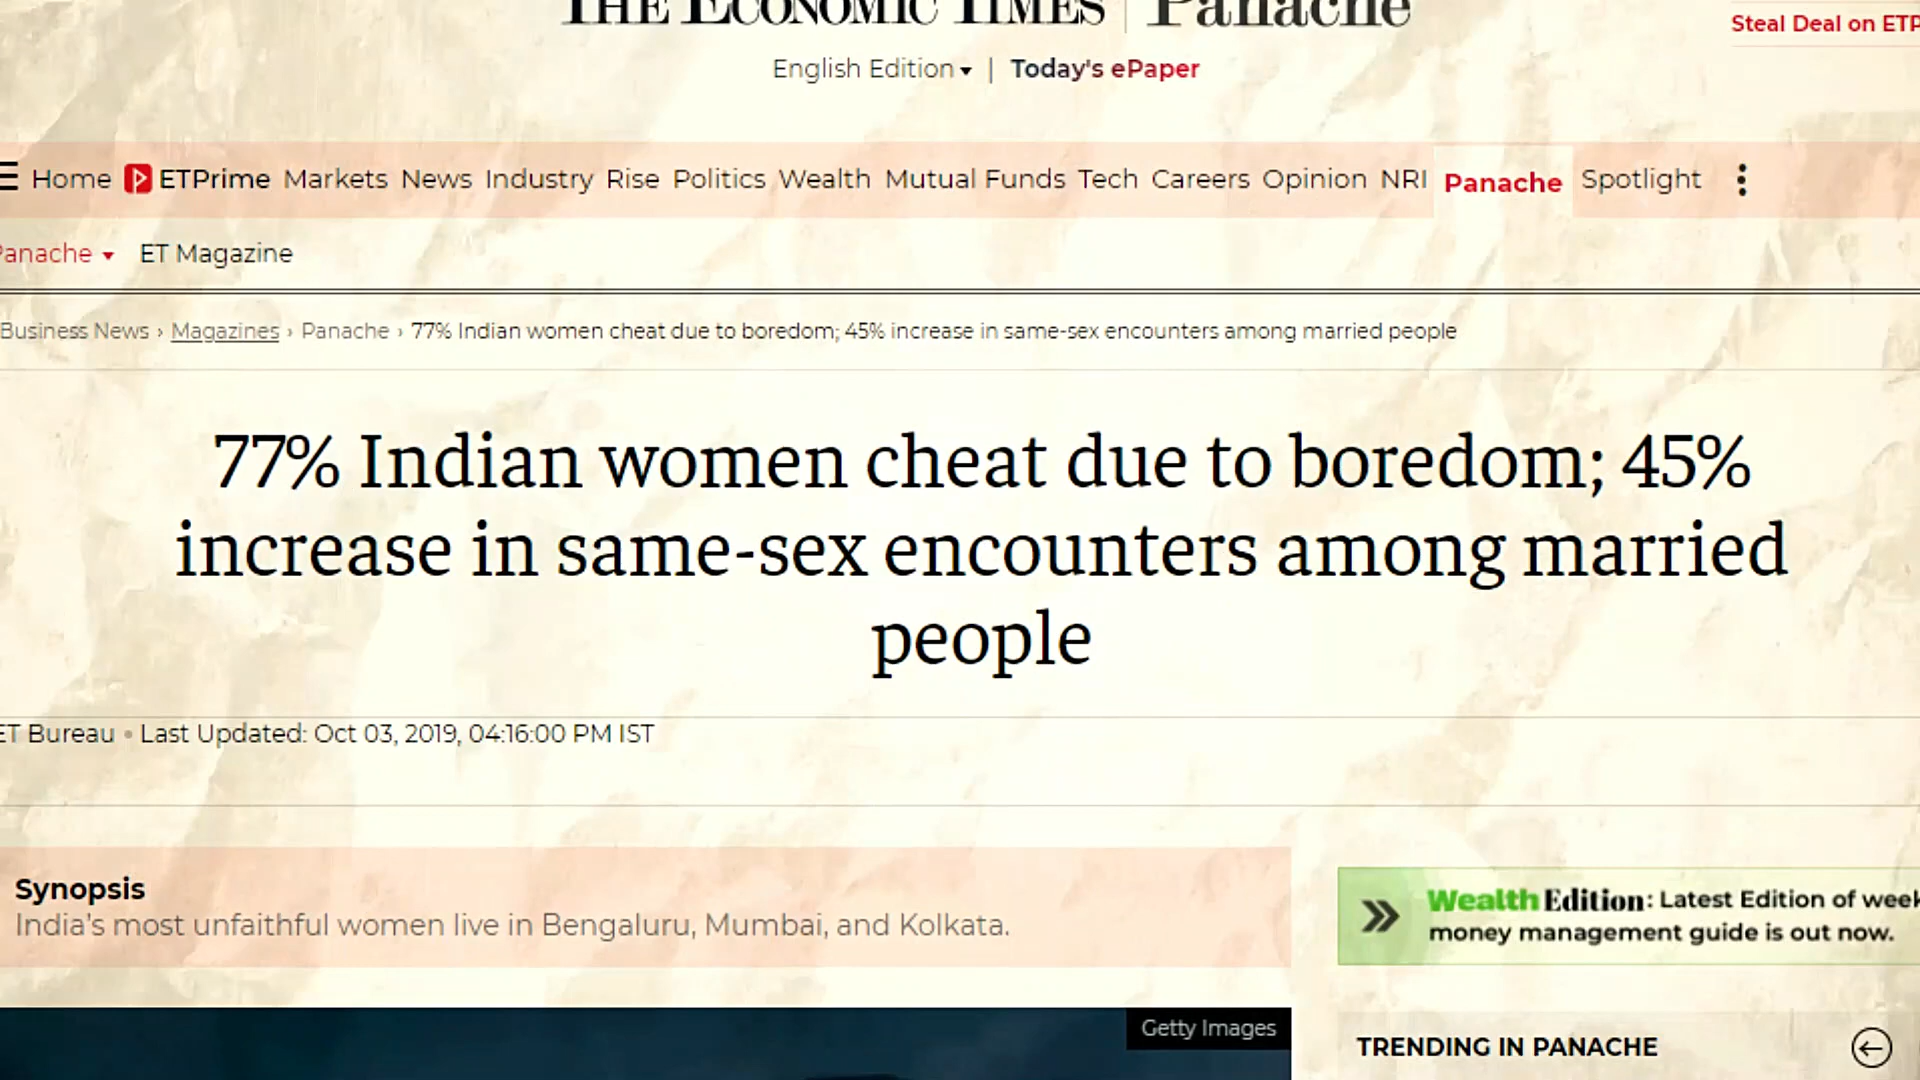 THE ECONOMIC TIMES | Panache
Steal Deal on ETP
English Edition | Today's ePaper
Home ETPrime Markets News Industry Rise Politics Wealth Mutual Funds Tech Careers Opinion NRI Panache Spotlight
Panache ET Magazine
Business News › Magazines › Panache › 77% Indian women cheat due to boredom; 45% increase in same-sex encounters among married people
77% Indian women cheat due to boredom; 45%
increase in same-sex encounters among married
people
ET Bureau • Last Updated: Oct 03, 2019, 04:16:00 PM IST
Synopsis
India's most unfaithful women live in Bengaluru, Mumbai, and Kolkata.
Wealth Edition: Latest Edition of week
money management guide is out now.
Getty Images
TRENDING IN PANACHE